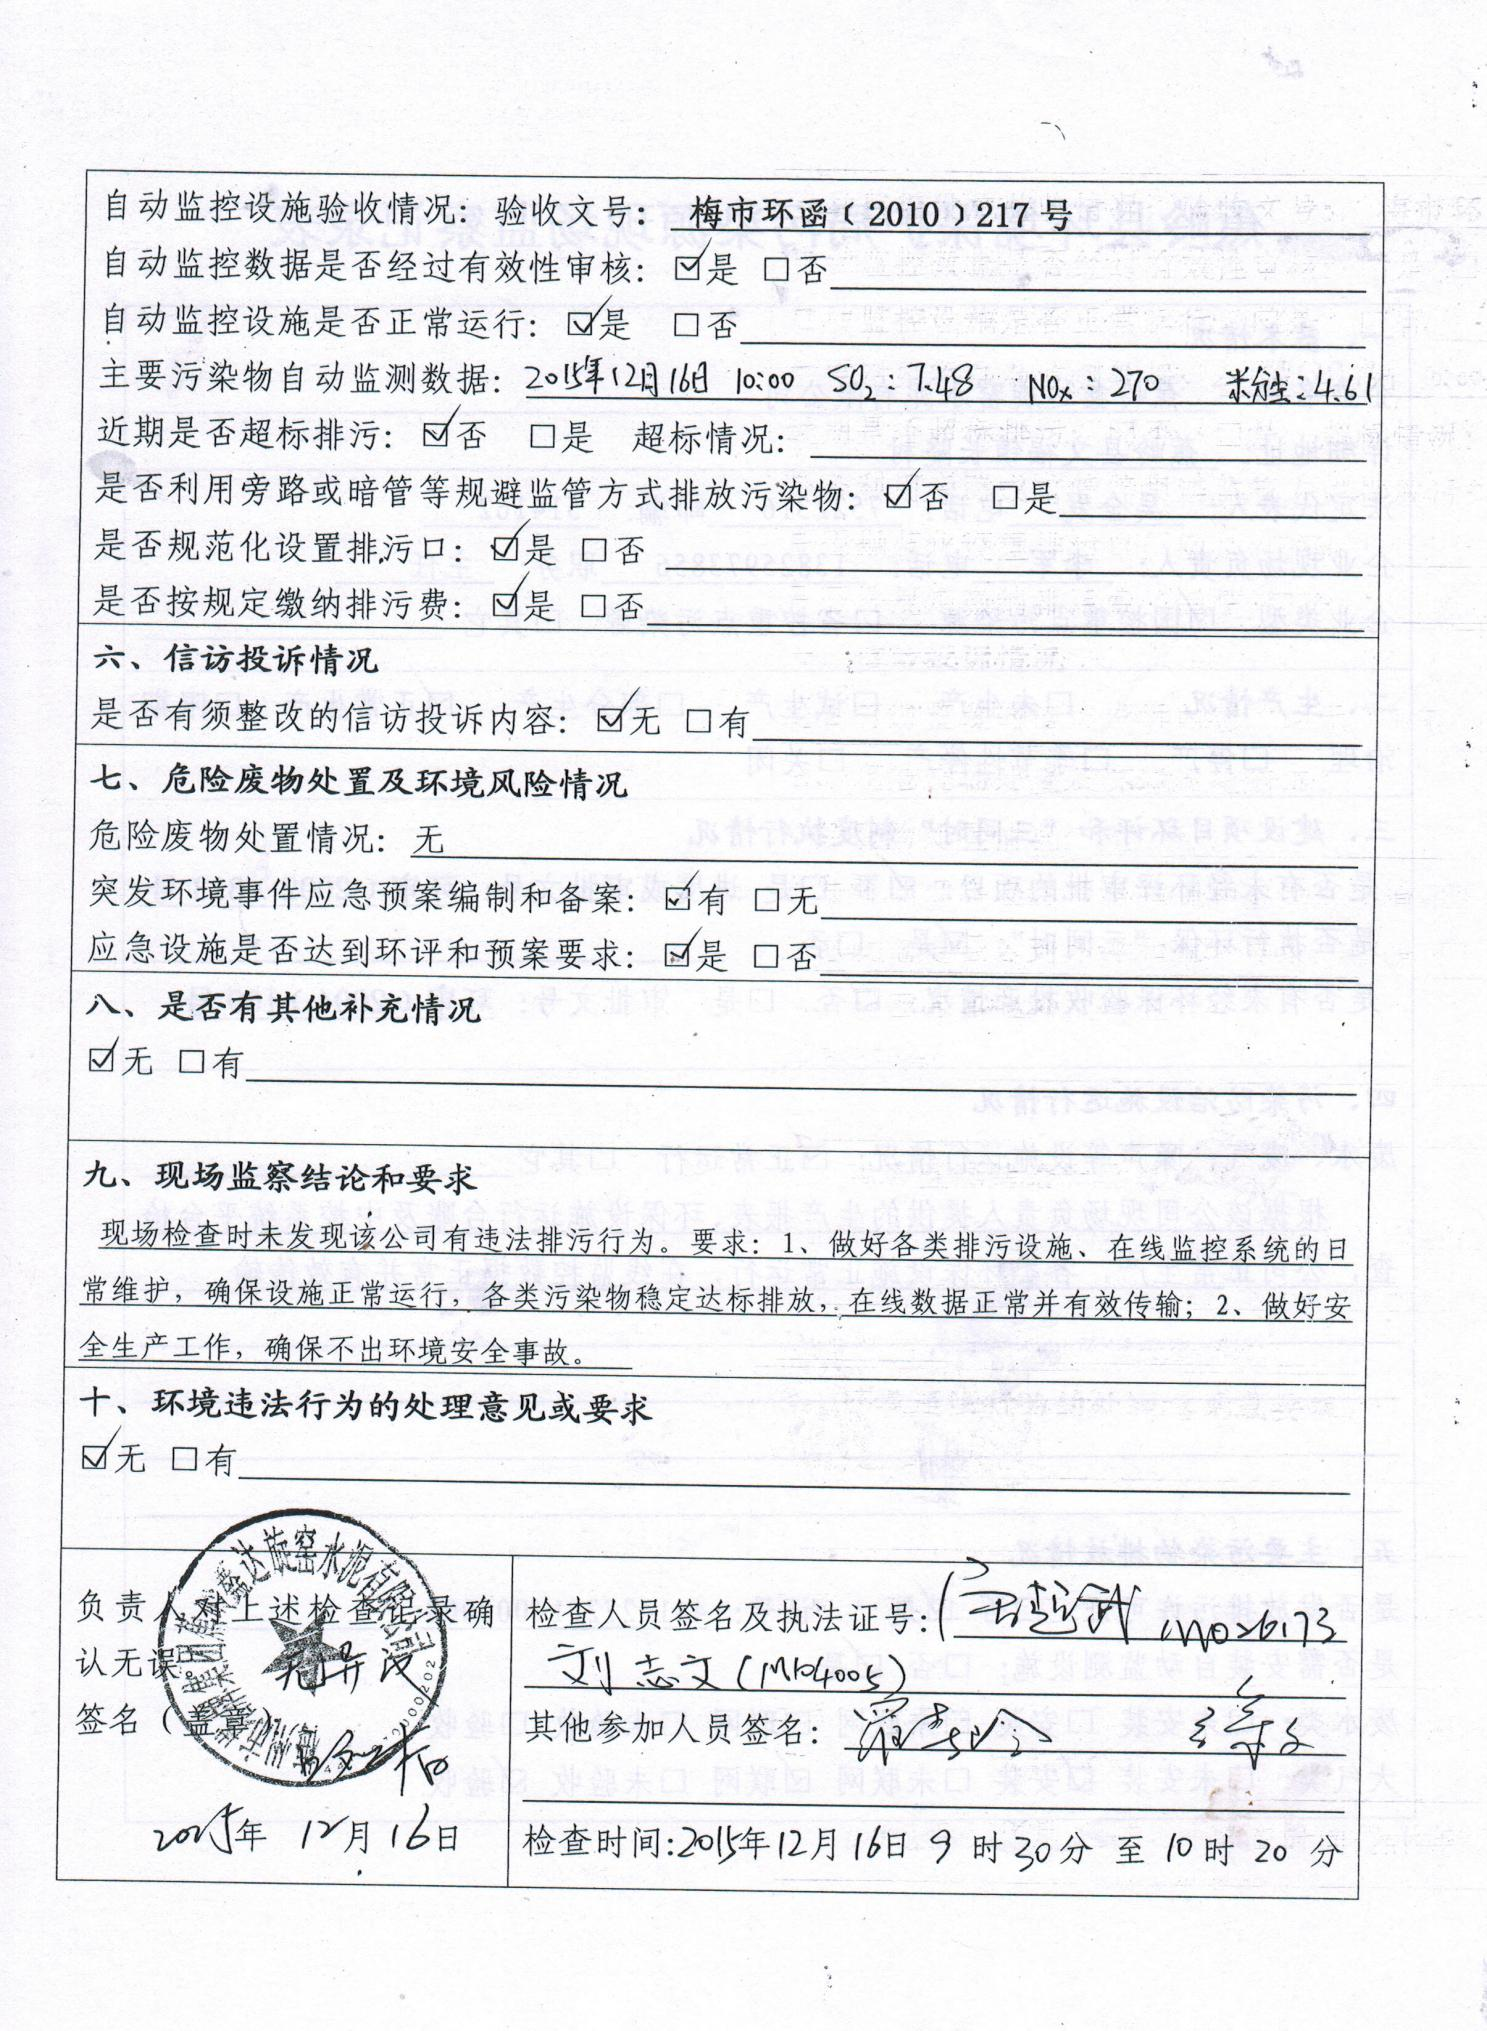 自动监控设施验收情况：验收文号：梅市环函〔2010〕217号
自动监控数据是否经过有效性审核：☑是 □否
自动监控设施是否正常运行：☑是 □否
主要污染物自动监测数据：2015年12月16日 10:00 SO₂：7.48 NOx：270 粉尘：4.61
近期是否超标排污：☑否 □是 超标情况：
是否利用旁路或暗管等规避监管方式排放污染物：☑否 □是
是否规范化设置排污口：☑是 □否
是否按规定缴纳排污费：☑是 □否
六、信访投诉情况
是否有须整改的信访投诉内容：☑无 □有
七、危险废物处置及环境风险情况
危险废物处置情况：无
突发环境事件应急预案编制和备案：☑有 □无
应急设施是否达到环评和预案要求：☑是 □否
八、是否有其他补充情况
☑无 □有
九、现场监察结论和要求
现场检查时未发现该公司有违法排污行为。要求：1、做好各类排污设施、在线监控系统的日
常维护，确保设施正常运行，各类污染物稳定达标排放，在线数据正常并有效传输；2、做好安
全生产工作，确保不出环境安全事故。
十、环境违法行为的处理意见或要求
☑无 □有
负责人对上述检查记录确
认无误
签名（盖章）
2015年 12月16日
检查人员签名及执法证号：
刘志文(M104005)
其他参加人员签名：
检查时间：2015年12月16日 9时30分 至 10时20分